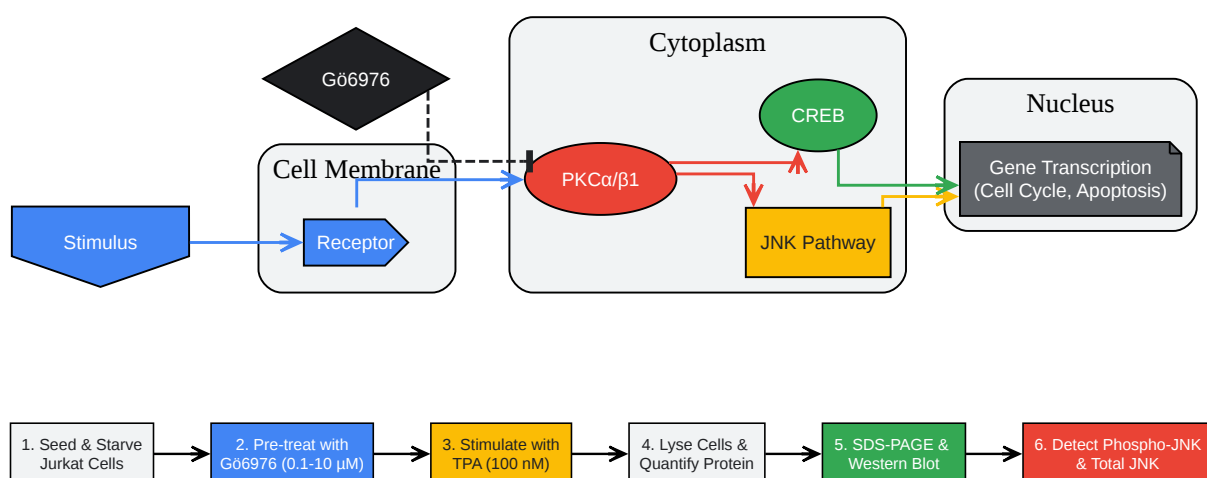 Cytoplasm
Gö6976
Nucleus
CREB
Cell Membrane
PKCα/β1
Gene Transcription
(Cell Cycle, Apoptosis)
Stimulus
Receptor
JNK Pathway
1. Seed & Starve
Jurkat Cells
2. Pre-treat with
Gö6976 (0.1-10 µM)
3. Stimulate with
TPA (100 nM)
4. Lyse Cells &
Quantify Protein
5. SDS-PAGE &
Western Blot
6. Detect Phospho-JNK
& Total JNK